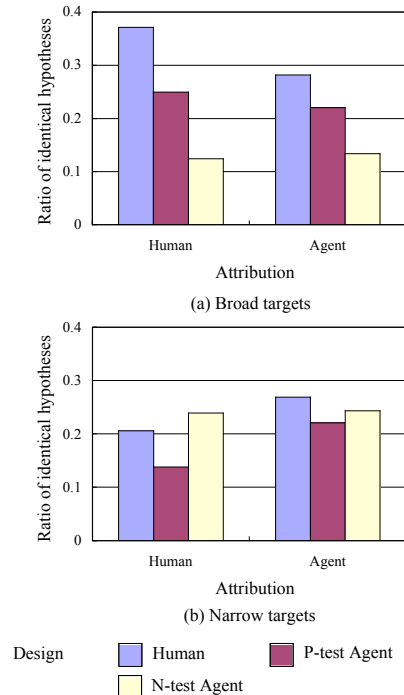 0.4
0.3
0.2
0.1
0
Ratio of identical hypotheses
Human Agent
Attribution
(a) Broad targets
0.4
0.3
0.2
0.1
0
Ratio of identical hypotheses
Human Agent
Attribution
(b) Narrow targets
Design Human P-test Agent
N-test Agent